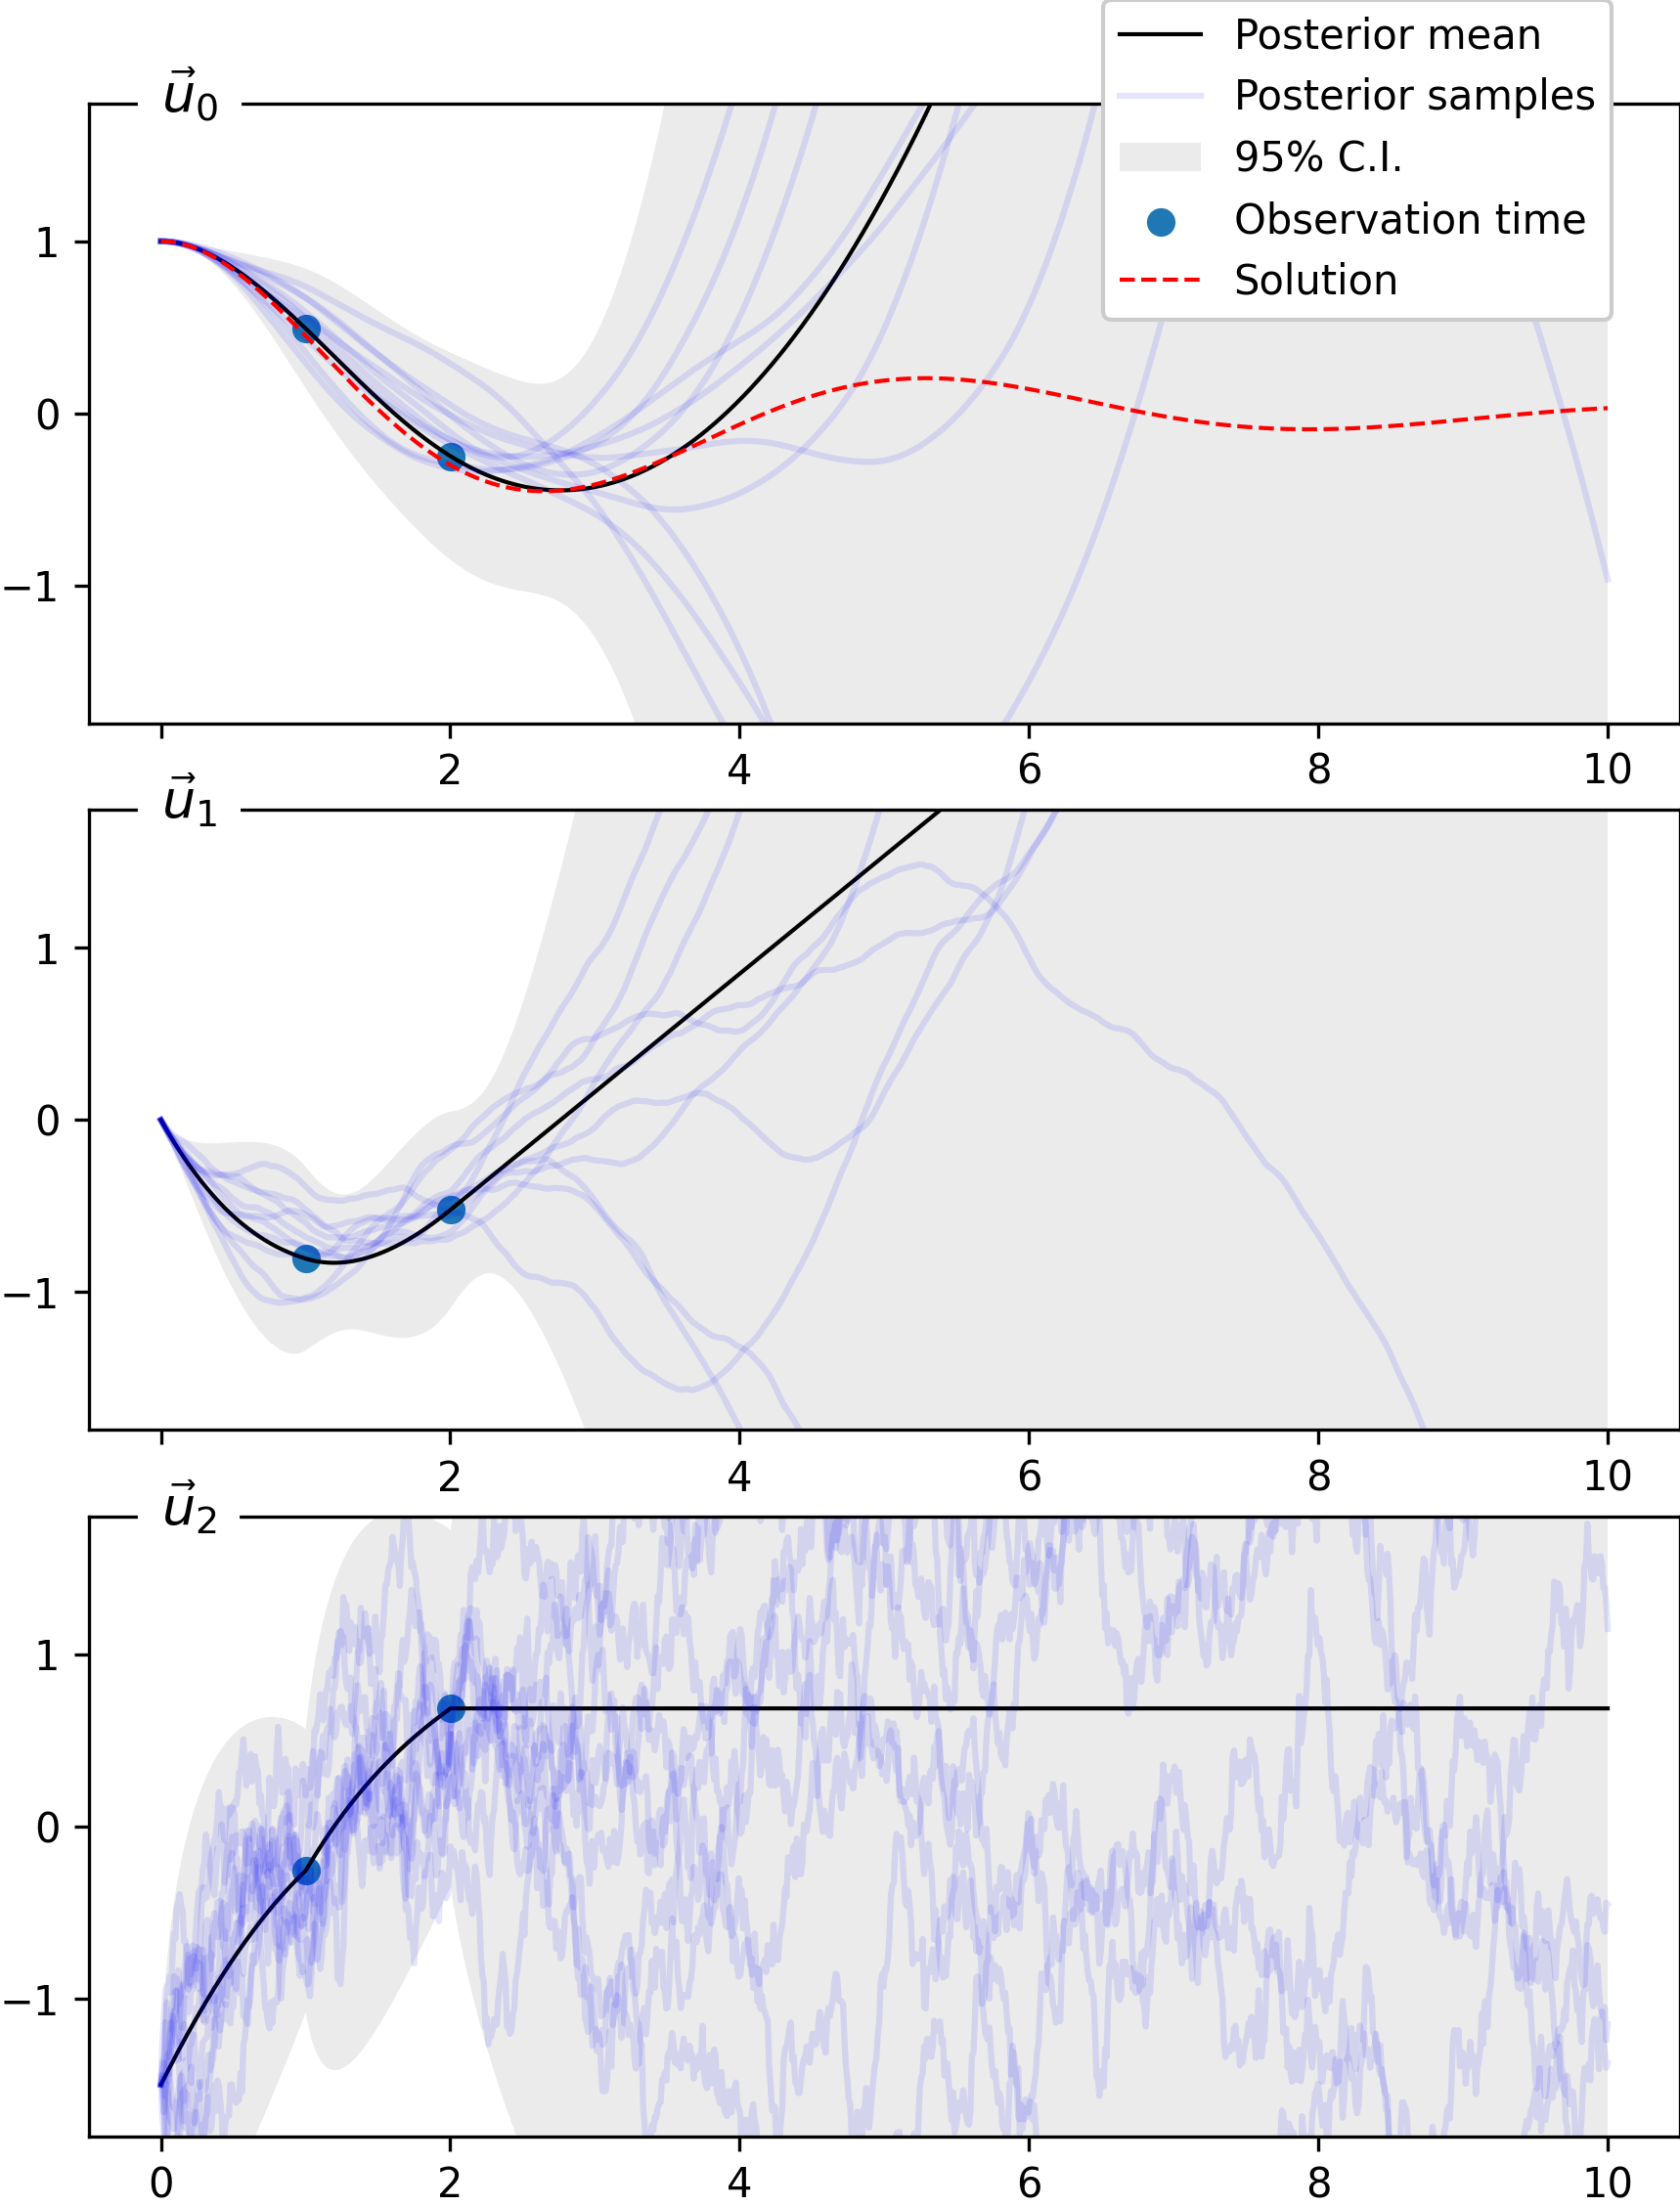 Posterior mean
Posterior samples
95% C.I.
Observation time
Solution
u⃗₀
1
0
−1
2 4 6 8 10
u⃗₁
1
0
−1
2 4 6 8 10
u⃗₂
1
0
−1
0 2 4 6 8 10